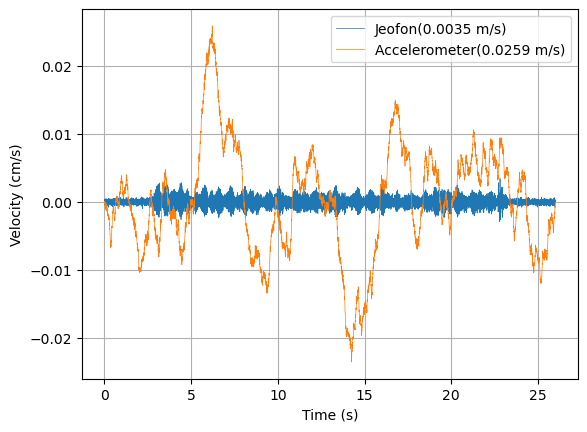 Jeofon(0.0035 m/s)
Accelerometer(0.0259 m/s)
Velocity (cm/s)
0.02
0.01
0.00
−0.01
−0.02
0 5 10 15 20 25
Time (s)